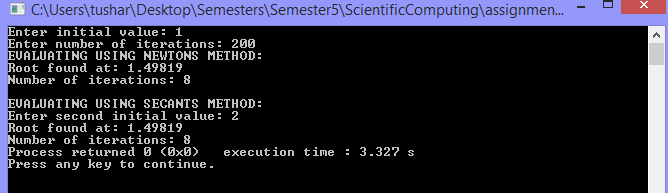 C:\Users\tushar\Desktop\Semesters\Semester5\ScientificComputing\assignmen...
Enter initial value: 1
Enter number of iterations: 200
EVALUATING USING NEWTONS METHOD:
Root found at: 1.49819
Number of iterations: 8
EVALUATING USING SECANTS METHOD:
Enter second initial value: 2
Root found at: 1.49819
Number of iterations: 8
Process returned 0 (0x0)   execution time : 3.327 s
Press any key to continue.